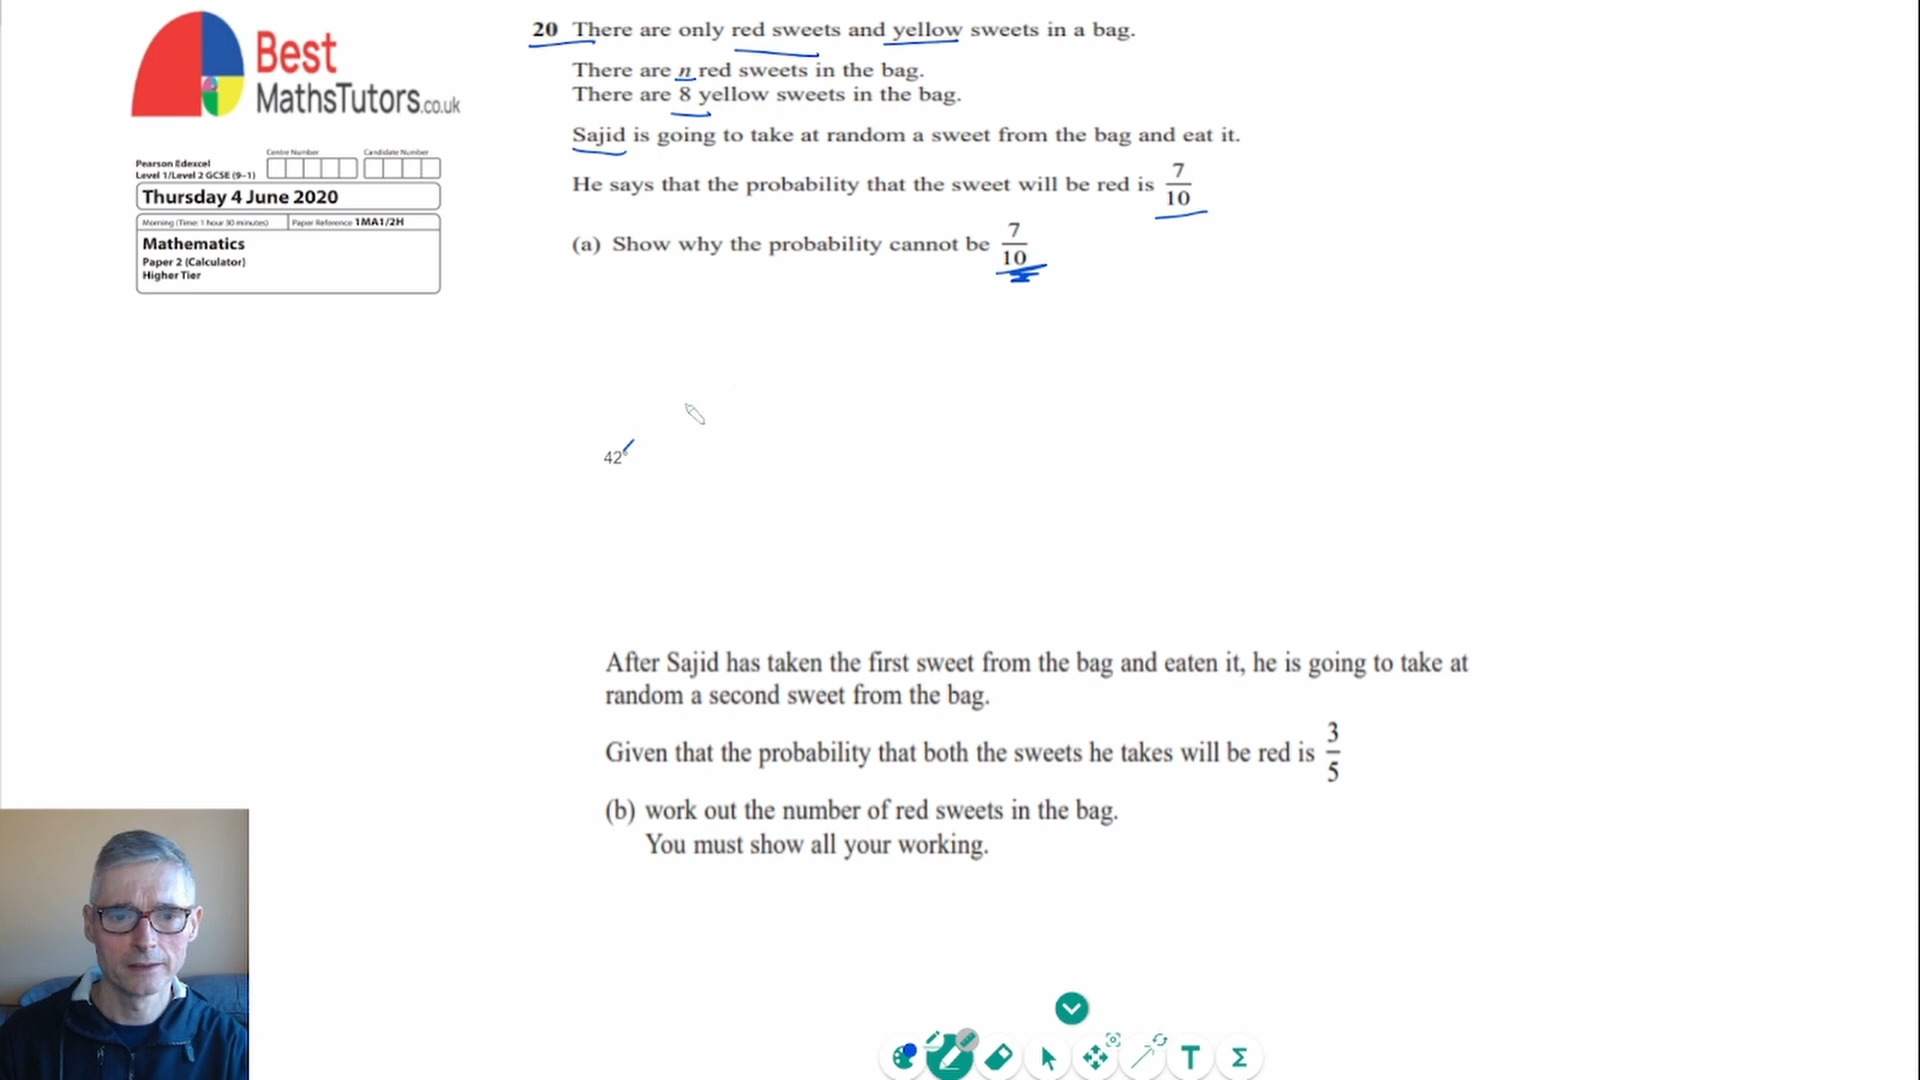 Best
MathsTutors.co.uk
Centre Number
Candidate Number
Pearson Edexcel
Level 1/Level 2 GCSE (9–1)
Thursday 4 June 2020
Morning (Time: 1 hour 30 minutes)
Paper Reference 1MA1/2H
Mathematics
Paper 2 (Calculator)
Higher Tier
20 There are only red sweets and yellow sweets in a bag.
There are n red sweets in the bag.
There are 8 yellow sweets in the bag.
Sajid is going to take at random a sweet from the bag and eat it.
He says that the probability that the sweet will be red is 7/10
(a) Show why the probability cannot be 7/10
42
After Sajid has taken the first sweet from the bag and eaten it, he is going to take at
random a second sweet from the bag.
Given that the probability that both the sweets he takes will be red is 3/5
(b) work out the number of red sweets in the bag.
You must show all your working.
T
Σ